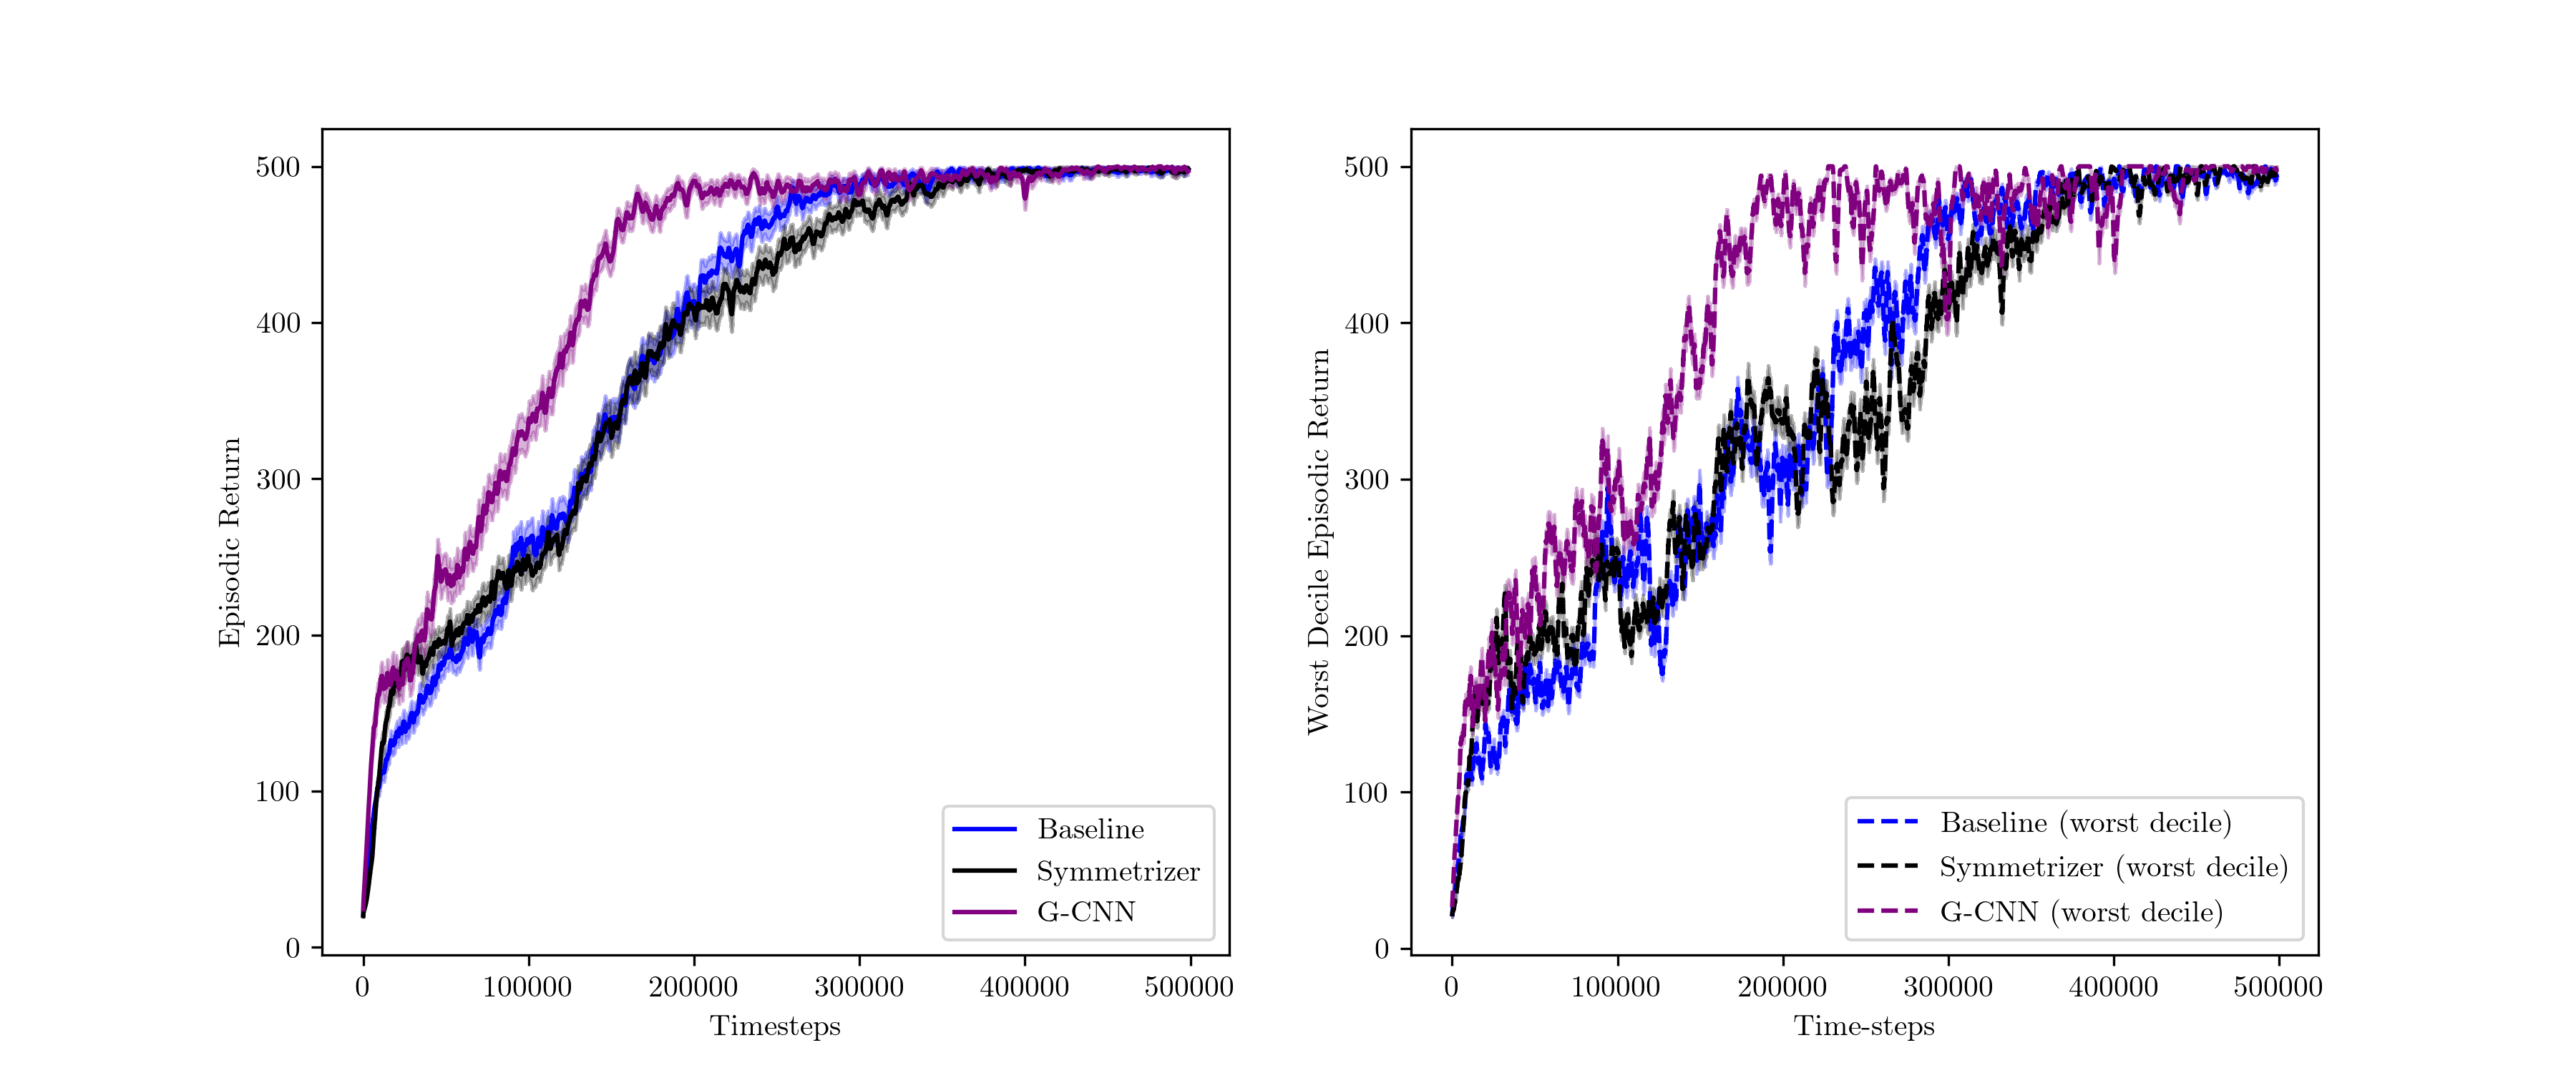 Episodic Return
500
400
300
200
100
0
0 100000 200000 300000 400000 500000
Timesteps
Baseline
Symmetrizer
G-CNN
Worst Decile Episodic Return
500
400
300
200
100
0
0 100000 200000 300000 400000 500000
Time-steps
Baseline (worst decile)
Symmetrizer (worst decile)
G-CNN (worst decile)